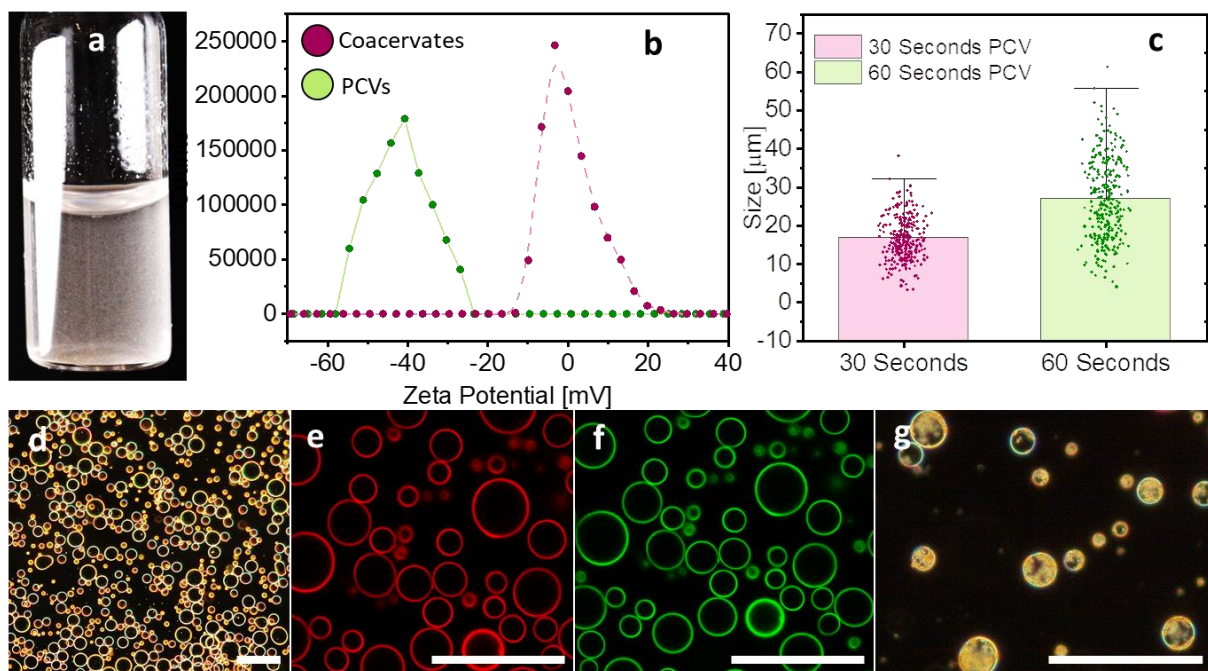 a
b
Coacervates
PCVs
250000
200000
150000
100000
50000
0
-60
-40
-20
0
20
40
Zeta Potential [mV]
c
30 Seconds PCV
60 Seconds PCV
Size [µm]
70
60
50
40
30
20
10
0
-10
30 Seconds
60 Seconds
d
e
f
g